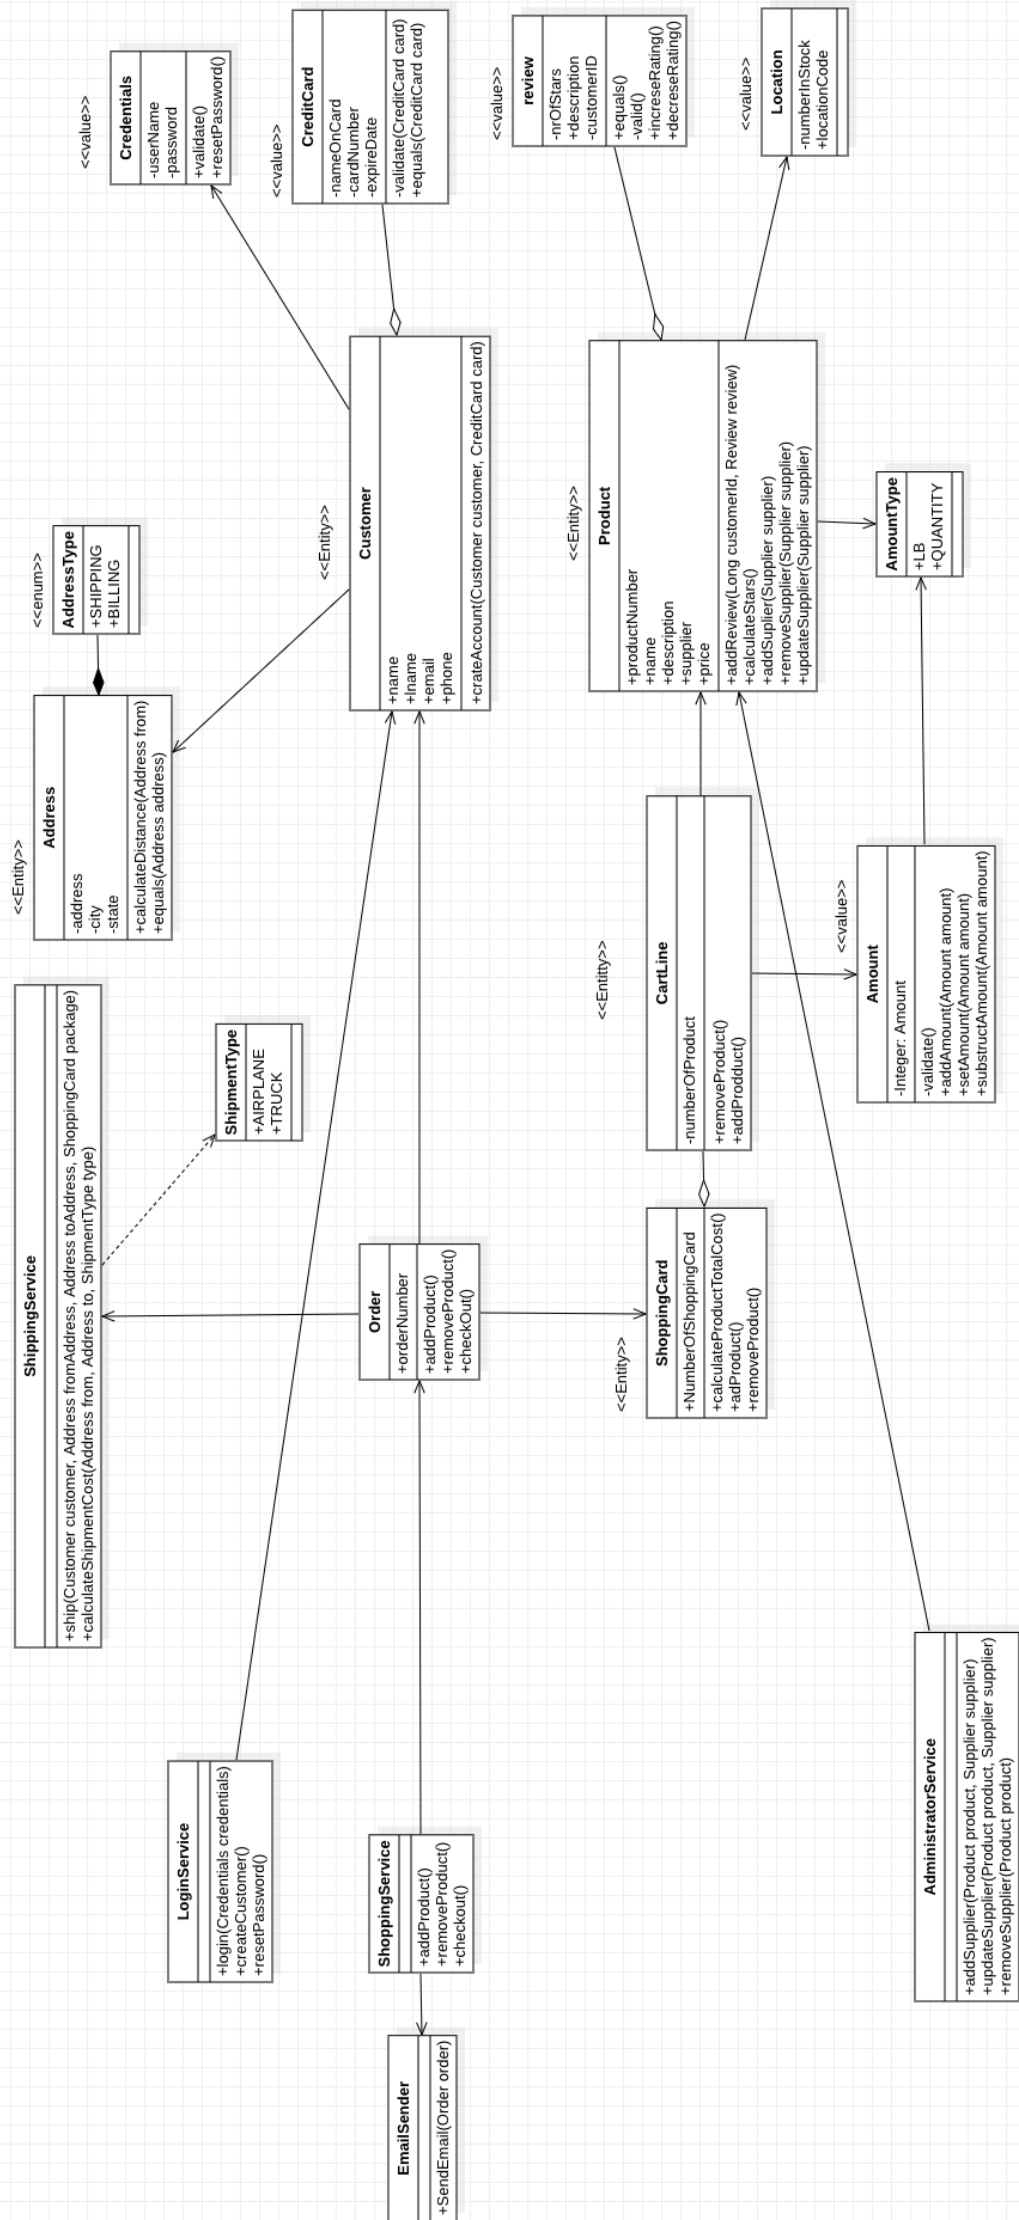 <<value>>
Credentials
-userName
-password
+validate()
+resetPassword()
<<value>>
CreditCard
-nameOnCard
-cardNumber
-expireDate
-validate(CreditCard card)
+equals(CreditCard card)
<<value>>
review
-nrOfStars
+description
-customerID
+equals()
-valid()
+increseRating()
+decreseRating()
<<value>>
Location
-numberInStock
+locationCode
<<enum>>
AddressType
+SHIPPING
+BILLING
<<Entity>>
Customer
+name
+lname
+email
+phone
+crateAccount(Customer customer, CreditCard card)
<<Entity>>
Product
+productNumber
+name
+description
+supplier
+price
+addReview(Long customerId, Review review)
+calculateStars()
+addSuplier(Supplier supplier)
+removeSupplier(Supplier supplier)
+updateSupplier(Supplier supplier)
AmountType
+LB
+QUANTITY
<<Entity>>
Address
-address
-city
-state
+calculateDistance(Address from)
+equals(Address address)
<<Entitty>>
CartLine
-numberOfProduct
+removeProduct()
+addProdduct()
<<value>>
Amount
-Integer: Amount
-validate()
+addAmount(Amount amount)
+setAmount(Amount amount)
+substructAmount(Amount amount)
ShippingService
+ship(Customer customer, Address fromAddress, Address toAddress, ShoppingCard package)
+calculateShipmentCost(Address from, Address to, ShipmentType type)
ShipmentType
+AIRPLANE
+TRUCK
Order
+orderNumber
+addProduct()
+removeProduct()
+checkOut()
<<Entity>>
ShoppingCard
+NumberOfShoppingCard
+calculateProductTotalCost()
+adProduct()
+removeProduct()
LoginService
+login(Credentials credentials)
+createCustomer()
+resetPassword()
ShoppingService
+addProduct()
+removeProduct()
+checkout()
AdministratorService
+addSupplier(Product product, Supplier supplier)
+updateSupplier(Product product, Supplier supplier)
+removeSupplier(Product product)
EmailSender
+SendEmail(Order order)